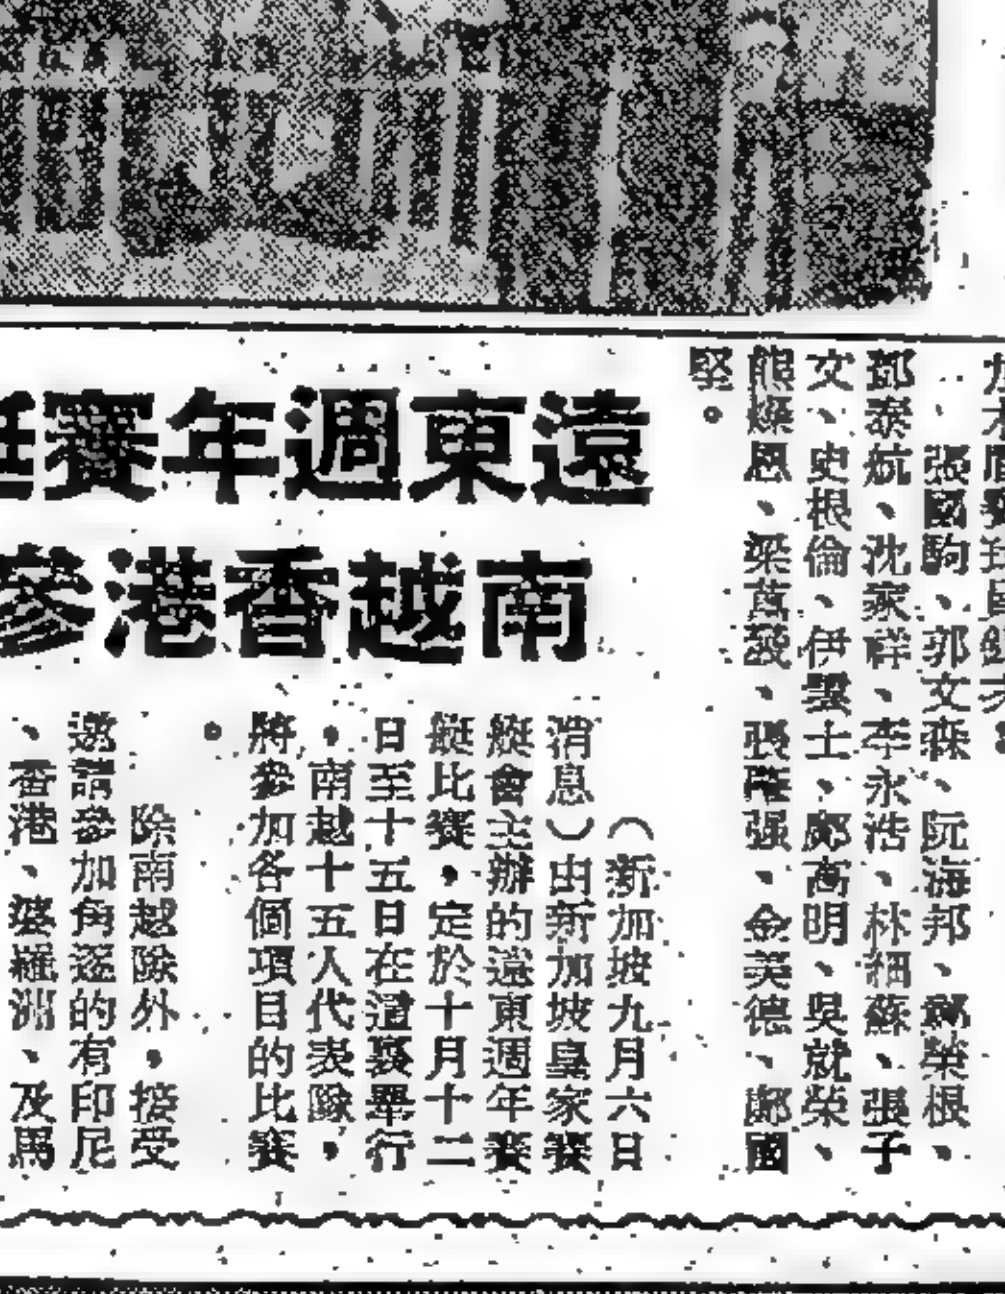 張國駒、郭文森、阮海邦、鄺榮根、
鄧泰航、沈家祥、李永浩、林細蘇、張子
文、史根倫、伊雲士、鄺高明、吳就榮、
熊燦恩、梁萬發、張耀强、金美德、鄺國
堅。
遠東週年賽艇
南越香港參
（新加坡九月六日
消息）由新加坡皇家賽
艇會主辦的遠東週年賽
艇比賽，定於十月十二
日至十五日在這裏舉行
，南越十五人代表隊，
將參加各個項目的比賽
。
除南越隊外，接受
邀請參加角逐的有印尼
、香港、婆羅洲、及馬